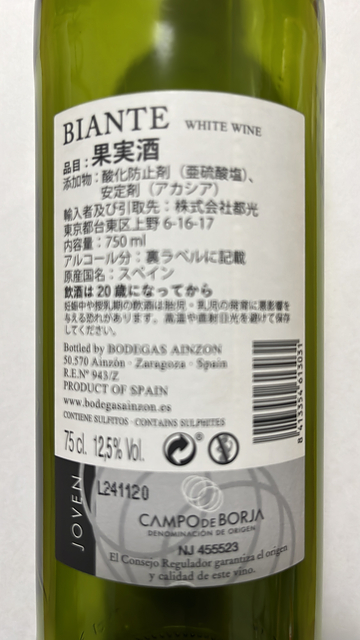 BIANTE WHITE WINE
品目：果実酒
添加物：酸化防止剤（亜硫酸塩）、
安定剤（アカシア）
輸入者及び引取先：株式会社都光
東京都台東区上野 6-16-17
内容量：750 ml
アルコール分：裏ラベルに記載
原産国名：スペイン
飲酒は 20 歳になってから
妊娠中や授乳期の飲酒は胎児・乳児の発育に悪影響を
与える恐れがあります。高温や直射日光を避けて保存
してください。
Bottled by BODEGAS AINZON
50.570 Ainzón - Zaragoza - Spain
R.E.Nº 943/Z
PRODUCT OF SPAIN
www.bodegasainzon.es
CONTIENE SULFITOS - CONTAINS SULPHITES
75 cl. 12,5% Vol.
8 413354 613031
JOVEN
L241120
CAMPO DE BORJA
DENOMINACIÓN DE ORIGEN
NJ 455523
El Consejo Regulador garantiza el origen
y calidad de este vino.